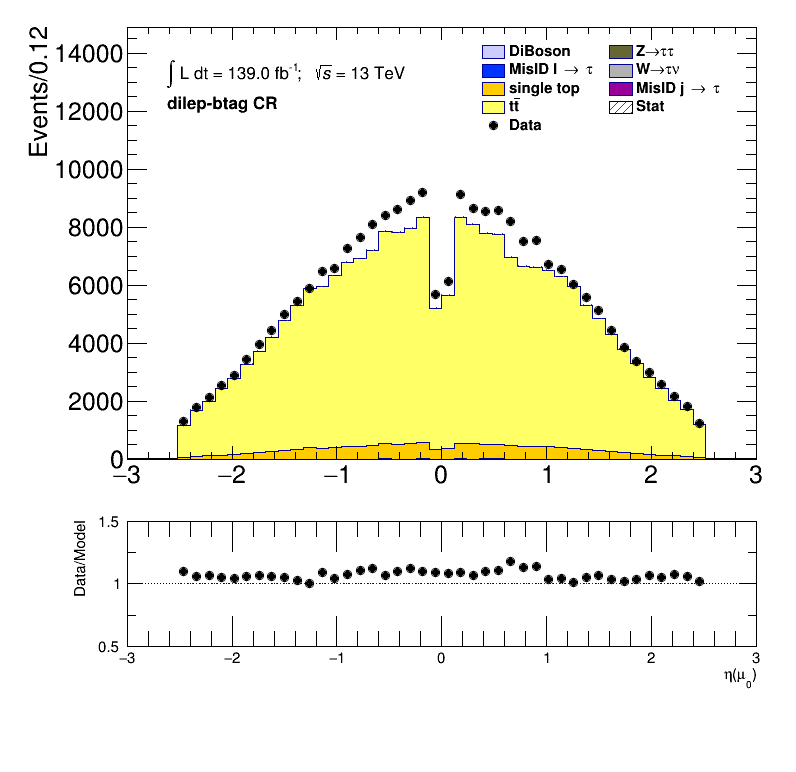 Events/0.12
14000
12000
10000
8000
6000
4000
2000
0
−3 −2 −1 0 1 2 3
∫ L dt = 139.0 fb⁻¹; √s = 13 TeV
dilep-btag CR
DiBoson
MisID l → τ
single top
tt̄
Data
Z→ττ
W→τν
MisID j → τ
Stat
Data/Model
1.5
1
0.5
−3 −2 −1 0 1 2 3
η(μ₀)